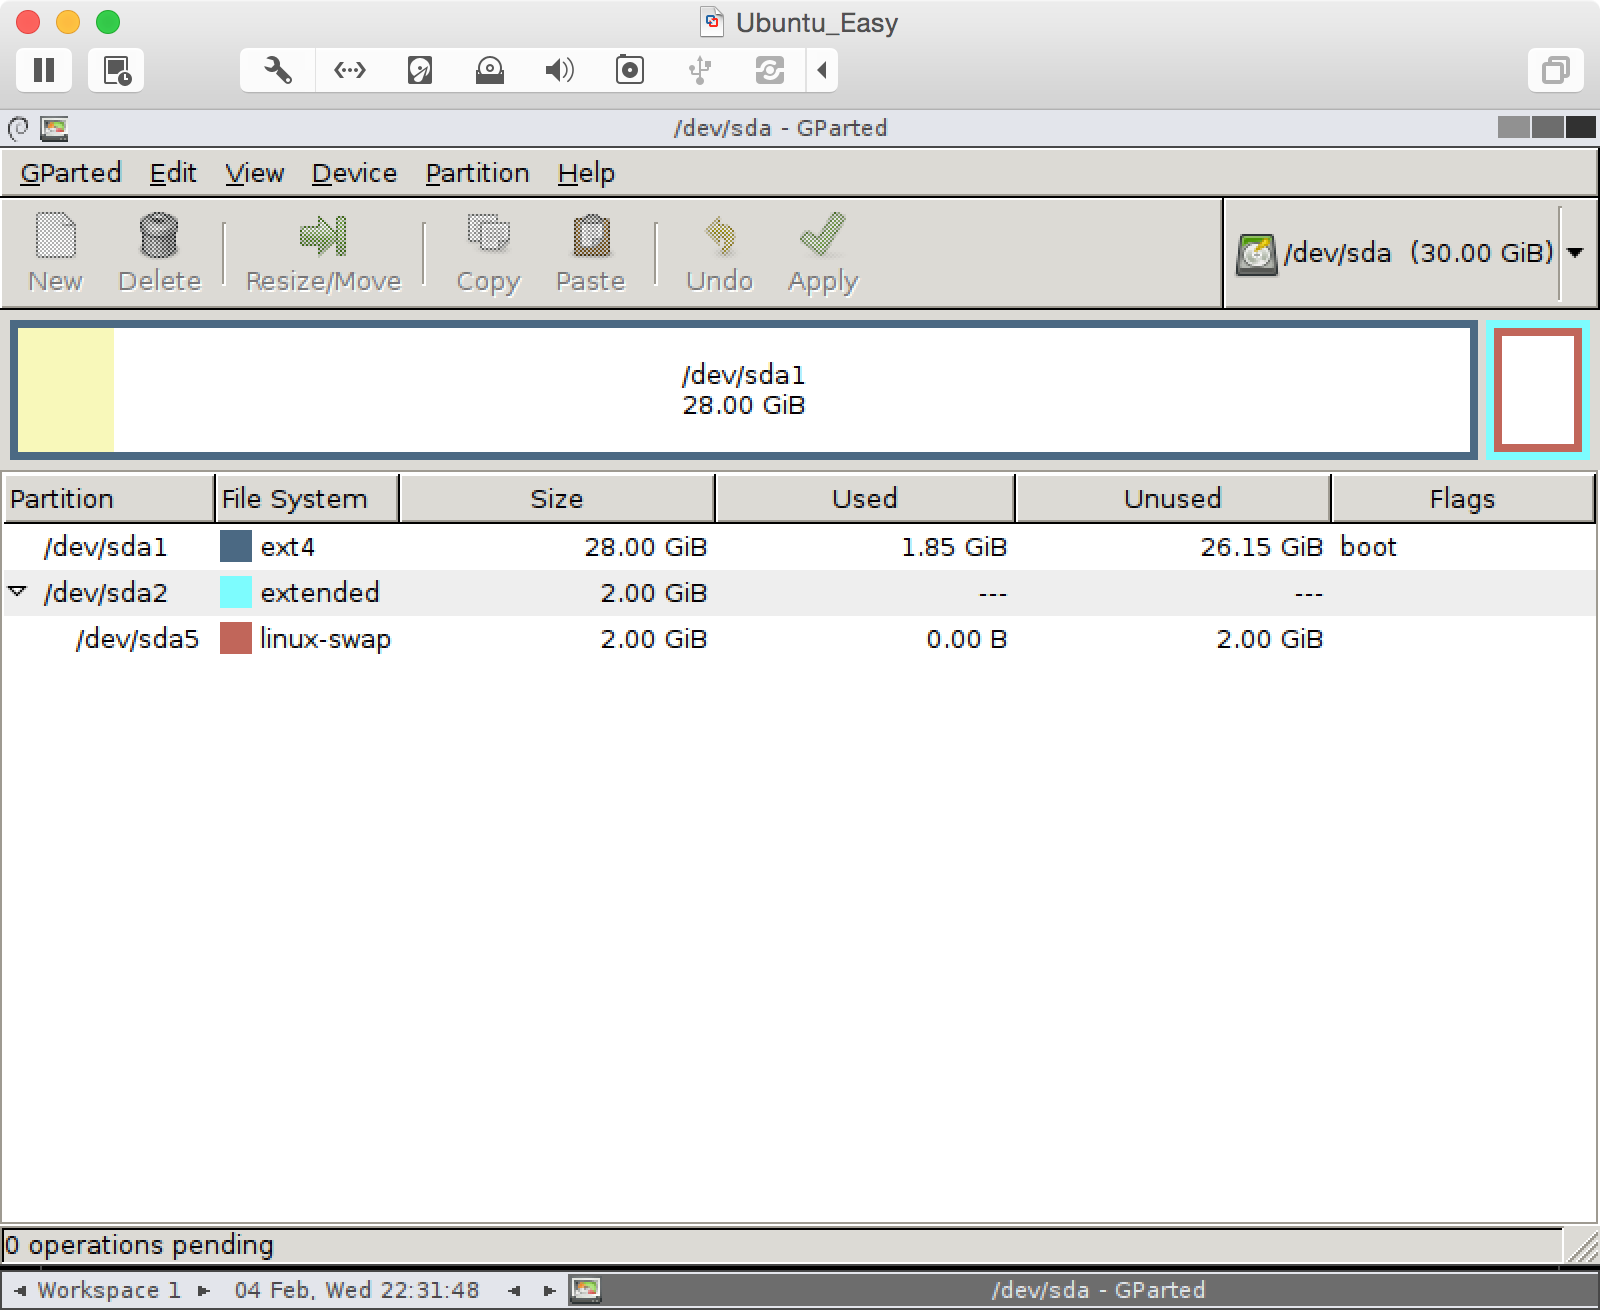 Ubuntu_Easy
/dev/sda - GParted
GParted Edit View Device Partition Help
New Delete Resize/Move Copy Paste Undo Apply /dev/sda (30.00 GiB)
/dev/sda1
28.00 GiB
Partition File System Size Used Unused Flags
/dev/sda1 ext4 28.00 GiB 1.85 GiB 26.15 GiB boot
/dev/sda2 extended 2.00 GiB --- ---
/dev/sda5 linux-swap 2.00 GiB 0.00 B 2.00 GiB
0 operations pending
Workspace 1 04 Feb, Wed 22:31:48 /dev/sda - GParted